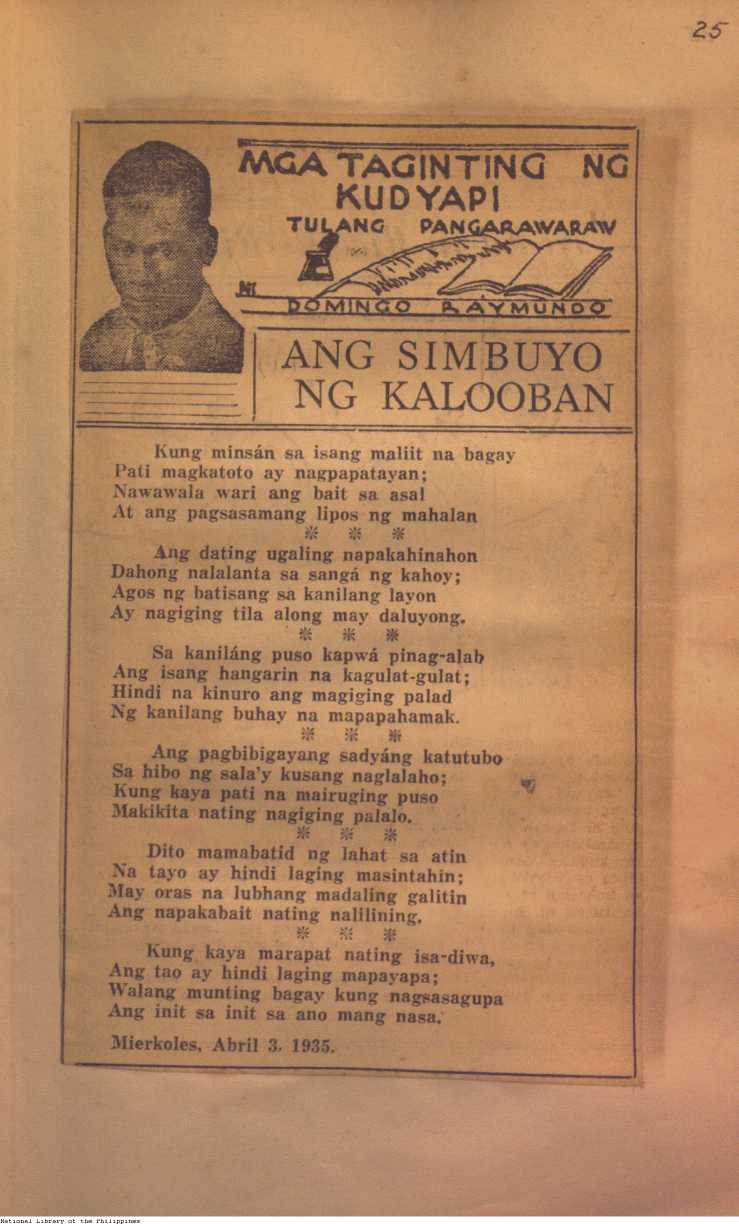 25
MGA TAGINTING NG
KUDYAPI
TULANG PANGARAWARAW
NI
DOMINGO RAYMUNDO
ANG SIMBUYO
NG KALOOBAN
Kung minsán sa isang maliit na bagay
Pati magkatoto ay nagpapatayan;
Nawawala wari ang bait sa asal
At ang pagsasamang lipos ng mahalan
* * *
Ang dating ugaling napakahinahon
Dahong nalalanta sa sangá ng kahoy;
Agos ng batisang sa kanilang layon
Ay nagiging tila along may daluyong.
* * *
Sa kaniláng puso kapwá pinag-alab
Ang isang hangarin na kagulat-gulat;
Hindi na kinuro ang magiging palad
Ng kanilang buhay na mapapahamak.
* * *
Ang pagbibigayang sadyáng katutubo
Sa hibo ng sala'y kusang naglalaho;
Kung kaya pati na mairuging puso
Makikita nating nagiging palalo.
* * *
Dito mamabatid ng lahat sa atin
Na tayo ay hindi laging masintahin;
May oras na lubhang madaling galitin
Ang napakabait nating nalilining.
* * *
Kung kaya marapat nating isa-diwa,
Ang tao ay hindi laging mapayapa;
Walang munting bagay kung nagsasagupa
Ang init sa init sa ano mang nasa.
Mierkoles, Abril 3, 1935.
National Library of the Philippines